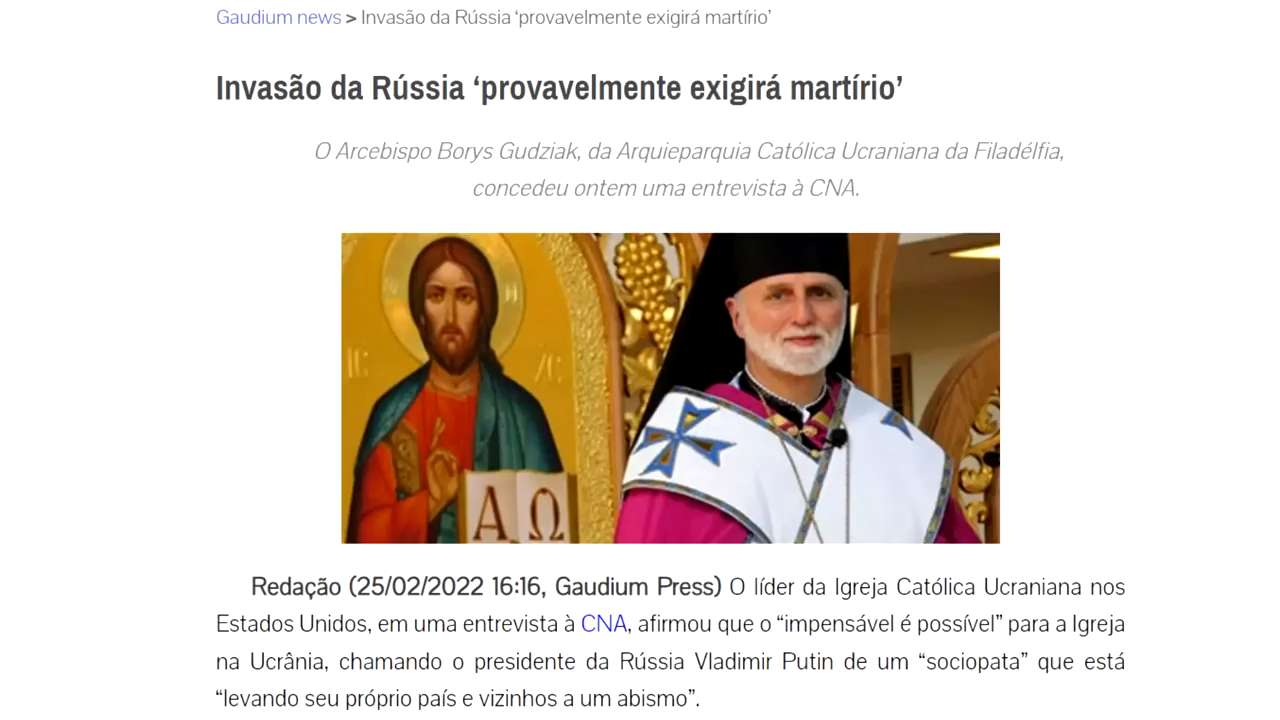 Gaudium news > Invasão da Rússia ‘provavelmente exigirá martírio’
Invasão da Rússia ‘provavelmente exigirá martírio’
O Arcebispo Borys Gudziak, da Arquieparquia Católica Ucraniana da Filadélfia,
concedeu ontem uma entrevista à CNA.
Α Ω
Redação (25/02/2022 16:16, Gaudium Press) O líder da Igreja Católica Ucraniana nos
Estados Unidos, em uma entrevista à CNA, afirmou que o “impensável é possível” para a Igreja
na Ucrânia, chamando o presidente da Rússia Vladimir Putin de um “sociopata” que está
“levando seu próprio país e vizinhos a um abismo”.